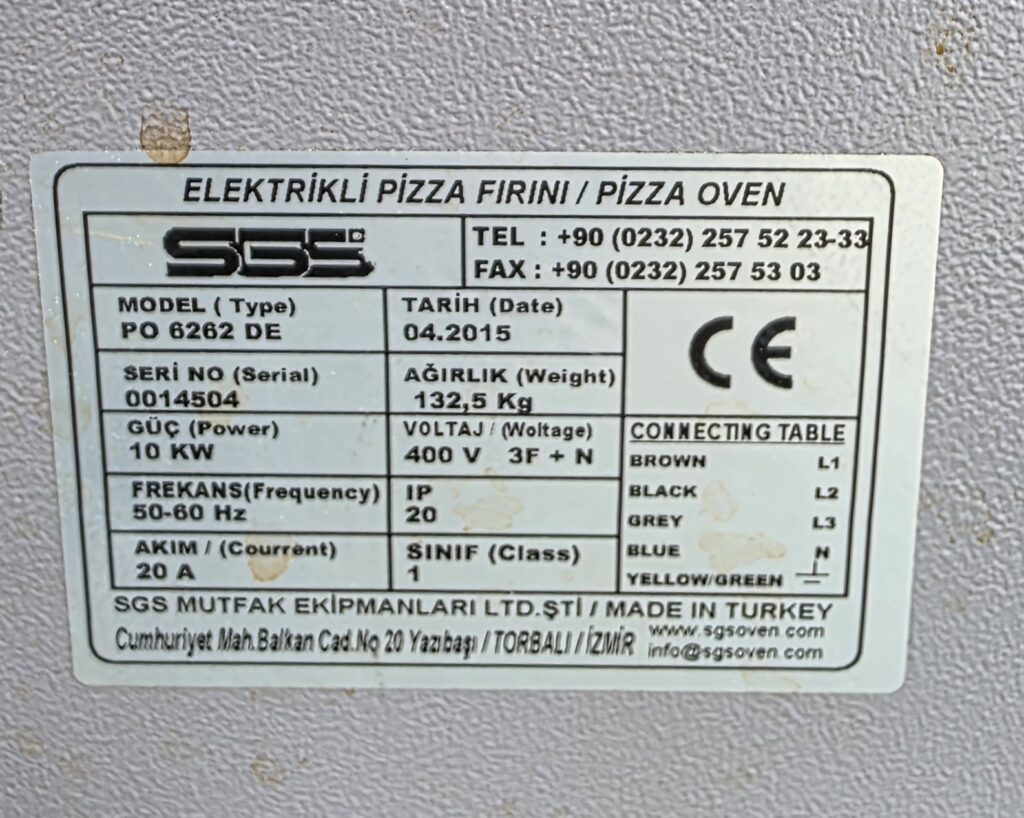 ELEKTRİKLİ PİZZA FIRINI / PİZZA OVEN
SGS
TEL : +90 (0232) 257 52 23-33
FAX : +90 (0232) 257 53 03
MODEL ( Type)
PO 6262 DE
TARİH (Date)
04.2015
CE
SERİ NO (Serial)
0014504
AĞIRLIK (Weight)
132,5 Kg
GÜÇ (Power)
10 KW
VOLTAJ / (Woltage)
400 V 3F + N
FREKANS(Frequency)
50-60 Hz
IP
20
AKIM / (Courrent)
20 A
SINIF (Class)
1
CONNECTING TABLE
BROWN L1
BLACK L2
GREY L3
BLUE N
YELLOW/GREEN
SGS MUTFAK EKİPMANLARI LTD.ŞTİ / MADE IN TURKEY
Cumhuriyet Mah.Balkan Cad.No 20 Yazıbaşı / TORBALI / İZMİR
www.sgsoven.com
info@sgsoven.com